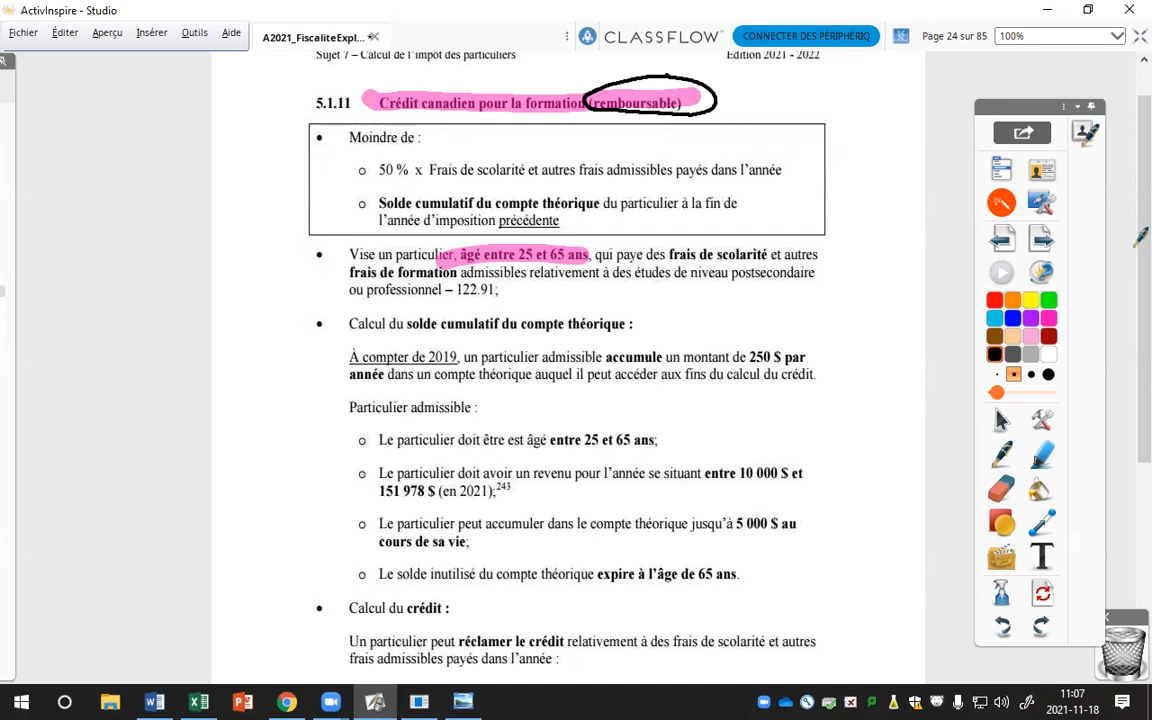 ActivInspire - Studio
Fichier Éditer Aperçu Insérer Outils Aide
A2021_FiscaliteExpl...
CLASSFLOW
CONNECTER DES PÉRIPHÉRIQ
Page 24 sur 85
100%
Sujet 7 – Calcul de l'impôt des particuliers
Edition 2021 - 2022
5.1.11 Crédit canadien pour la formation (remboursable)
• Moindre de :
o 50 % x Frais de scolarité et autres frais admissibles payés dans l'année
o Solde cumulatif du compte théorique du particulier à la fin de
l'année d'imposition précédente
• Vise un particulier, âgé entre 25 et 65 ans, qui paye des frais de scolarité et autres
frais de formation admissibles relativement à des études de niveau postsecondaire
ou professionnel – 122.91;
• Calcul du solde cumulatif du compte théorique :
À compter de 2019, un particulier admissible accumule un montant de 250 $ par
année dans un compte théorique auquel il peut accéder aux fins du calcul du crédit.
Particulier admissible :
o Le particulier doit être est âgé entre 25 et 65 ans;
o Le particulier doit avoir un revenu pour l'année se situant entre 10 000 $ et
151 978 $ (en 2021);243
o Le particulier peut accumuler dans le compte théorique jusqu'à 5 000 $ au
cours de sa vie;
o Le solde inutilisé du compte théorique expire à l'âge de 65 ans.
• Calcul du crédit :
Un particulier peut réclamer le crédit relativement à des frais de scolarité et autres
frais admissibles payés dans l'année :
11:07
2021-11-18